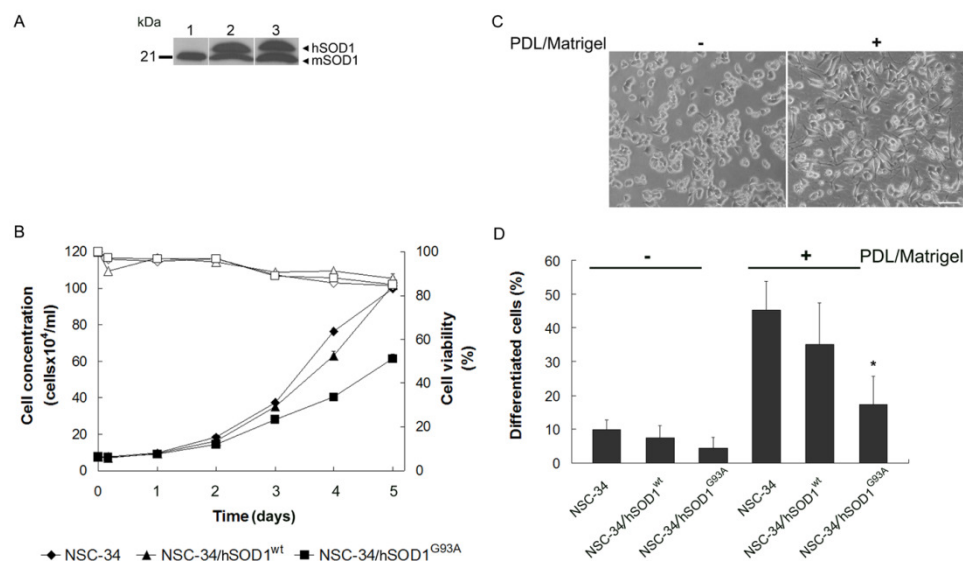 A
kDa
1 2 3
21
hSOD1
mSOD1
B
120
100
80
60
40
20
0
Cell concentration
(cellsx10⁴/ml)
100
80
60
40
20
0
Cell viability
(%)
0 1 2 3 4 5
Time (days)
NSC-34 NSC-34/hSOD1ʷᵗ NSC-34/hSOD1ᴳ⁹³ᴬ
C
PDL/Matrigel - +
D
Differentiated cells (%)
60
50
40
30
20
10
0
- + PDL/Matrigel
*
NSC-34
NSC-34/hSOD1ʷᵗ
NSC-34/hSOD1ᴳ⁹³ᴬ
NSC-34
NSC-34/hSOD1ʷᵗ
NSC-34/hSOD1ᴳ⁹³ᴬ